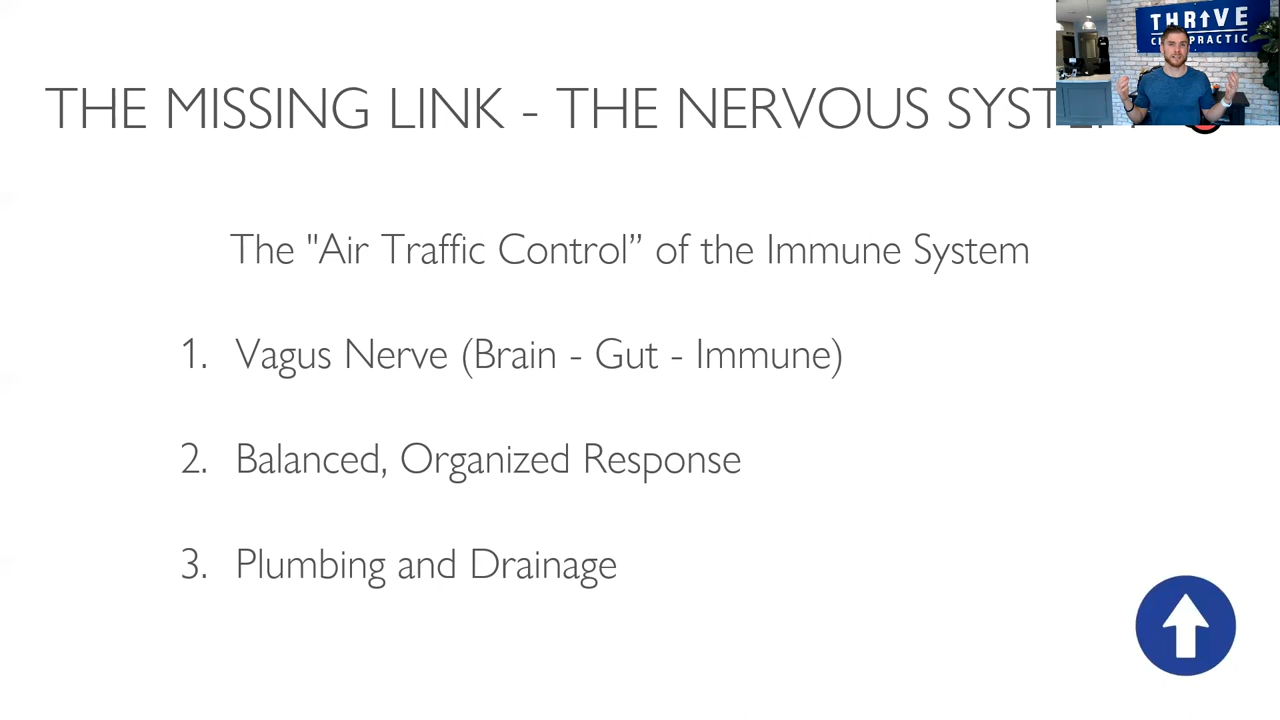 THRIVE
CHIROPRACTIC
THE MISSING LINK - THE NERVOUS SYSTEM
The "Air Traffic Control” of the Immune System
1. Vagus Nerve (Brain - Gut - Immune)
2. Balanced, Organized Response
3. Plumbing and Drainage